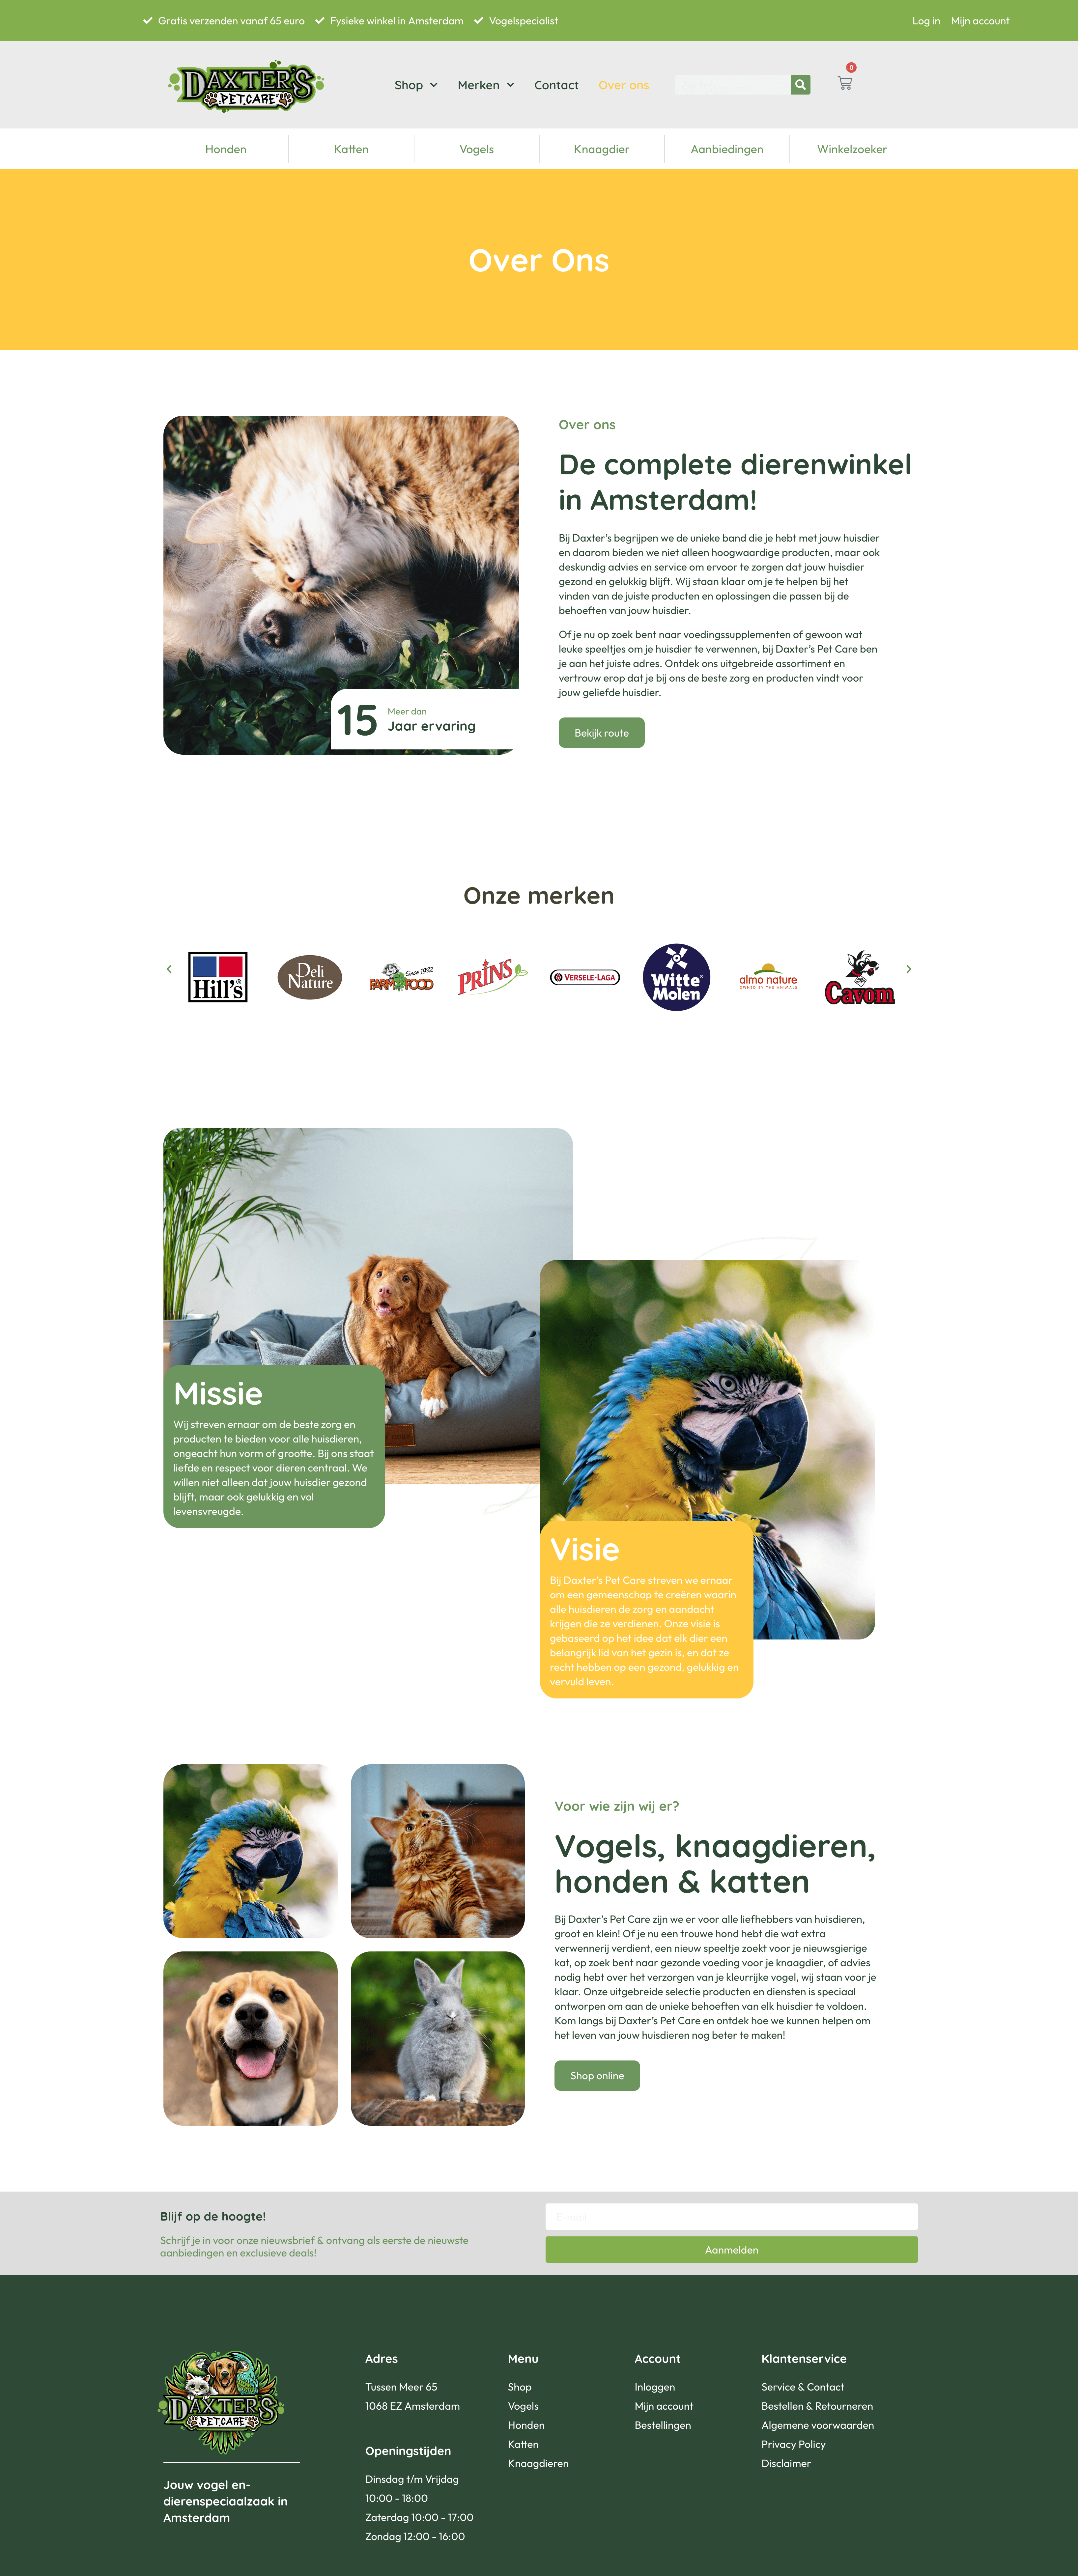 Gratis verzenden vanaf 65 euro Fysieke winkel in Amsterdam Vogelspecialist Log in Mijn account
DAXTER'S
PET.CARE
Shop Merken Contact Over ons
0
Honden Katten Vogels Knaagdier Aanbiedingen Winkelzoeker
Over Ons
Over ons
De complete dierenwinkel
in Amsterdam!
Bij Daxter's begrijpen we de unieke band die je hebt met jouw huisdier
en daarom bieden we niet alleen hoogwaardige producten, maar ook
deskundig advies en service om ervoor te zorgen dat jouw huisdier
gezond en gelukkig blijft. Wij staan klaar om je te helpen bij het
vinden van de juiste producten en oplossingen die passen bij de
behoeften van jouw huisdier.
Of je nu op zoek bent naar voedingssupplementen of gewoon wat
leuke speeltjes om je huisdier te verwennen, bij Daxter's Pet Care ben
je aan het juiste adres. Ontdek ons uitgebreide assortiment en
vertrouw erop dat je bij ons de beste zorg en producten vindt voor
jouw geliefde huisdier.
15
Meer dan
Jaar ervaring
Bekijk route
Onze merken
Hill's
Deli
Nature
Since 1982
FARM FOOD
PRINS
VERSELE-LAGA
Witte
Molen
almo nature
OWNED BY THE ANIMALS
Cavom
Missie
Wij streven ernaar om de beste zorg en
producten te bieden voor alle huisdieren,
ongeacht hun vorm of grootte. Bij ons staat
liefde en respect voor dieren centraal. We
willen niet alleen dat jouw huisdier gezond
blijft, maar ook gelukkig en vol
levensvreugde.
Visie
Bij Daxter's Pet Care streven we ernaar
om een gemeenschap te creëren waarin
alle huisdieren de zorg en aandacht
krijgen die ze verdienen. Onze visie is
gebaseerd op het idee dat elk dier een
belangrijk lid van het gezin is, en dat ze
recht hebben op een gezond, gelukkig en
vervuld leven.
Voor wie zijn wij er?
Vogels, knaagdieren,
honden & katten
Bij Daxter's Pet Care zijn we er voor alle liefhebbers van huisdieren,
groot en klein! Of je nu een trouwe hond hebt die wat extra
verwennerij verdient, een nieuw speeltje zoekt voor je nieuwsgierige
kat, op zoek bent naar gezonde voeding voor je knaagdier, of advies
nodig hebt over het verzorgen van je kleurrijke vogel, wij staan voor je
klaar. Onze uitgebreide selectie producten en diensten is speciaal
ontworpen om aan de unieke behoeften van elk huisdier te voldoen.
Kom langs bij Daxter's Pet Care en ontdek hoe we kunnen helpen om
het leven van jouw huisdieren nog beter te maken!
Shop online
Blijf op de hoogte!
Schrijf je in voor onze nieuwsbrief & ontvang als eerste de nieuwste
aanbiedingen en exclusieve deals!
Aanmelden
DAXTER'S
PET.CARE
Jouw vogel en-
dierenspeciaalzaak in
Amsterdam
Adres
Tussen Meer 65
1068 EZ Amsterdam
Openingstijden
Dinsdag t/m Vrijdag
10:00 - 18:00
Zaterdag 10:00 - 17:00
Zondag 12:00 - 16:00
Menu
Shop
Vogels
Honden
Katten
Knaagdieren
Account
Inloggen
Mijn account
Bestellingen
Klantenservice
Service & Contact
Bestellen & Retourneren
Algemene voorwaarden
Privacy Policy
Disclaimer